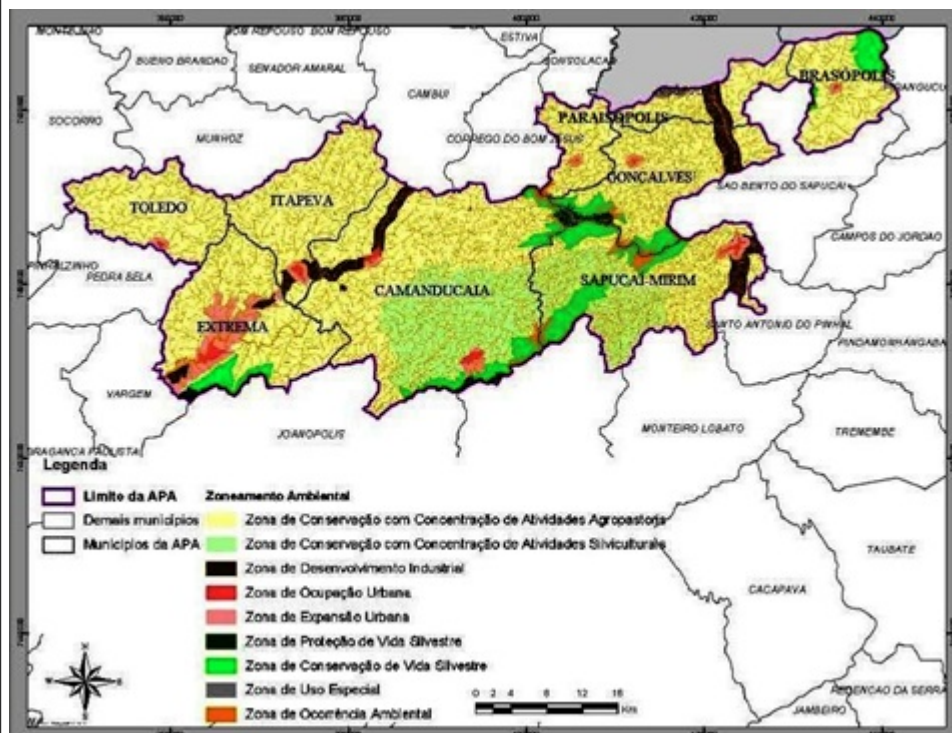 MUNHOZ
BUENO BRANDAO
SENADOR AMARAL
BOM REPOUSO BOM REPOUSO
ESTIVA
CAMBUI
SOCORRO
CORREGO DO BOM JESUS
PARAISOPOLIS
BRASOPOLIS
GONCALVES
SAO BENTO DO SAPUCAI
TOLEDO
ITAPEVA
CAMPOS DO JORDAO
PEDRA BELA
CAMANDUCAIA
SAPUCAI-MIRIM
EXTREMA
SANTO ANTONIO DO PINHAL
PINDAMONHANGABA
VARGEM
JOANOPOLIS
MONTEIRO LOBATO
TREMEMBE
BRAGANCA PAULISTA
Legenda
Limite da APA
Demais municípios
Municípios da APA
Zoneamento Ambiental
Zona de Conservação com Concentração de Atividades Agropastoris
Zona de Conservação com Concentração de Atividades Silviculturais
Zona de Desenvolvimento Industrial
Zona de Ocupação Urbana
Zona de Expansão Urbana
Zona de Proteção de Vida Silvestre
Zona de Conservação de Vida Silvestre
Zona de Uso Especial
Zona de Ocorrência Ambiental
TAUBATE
CACAPAVA
REDENCAO DA SERRA
JAMBEIRO
0 2 4 8 12 16
Km